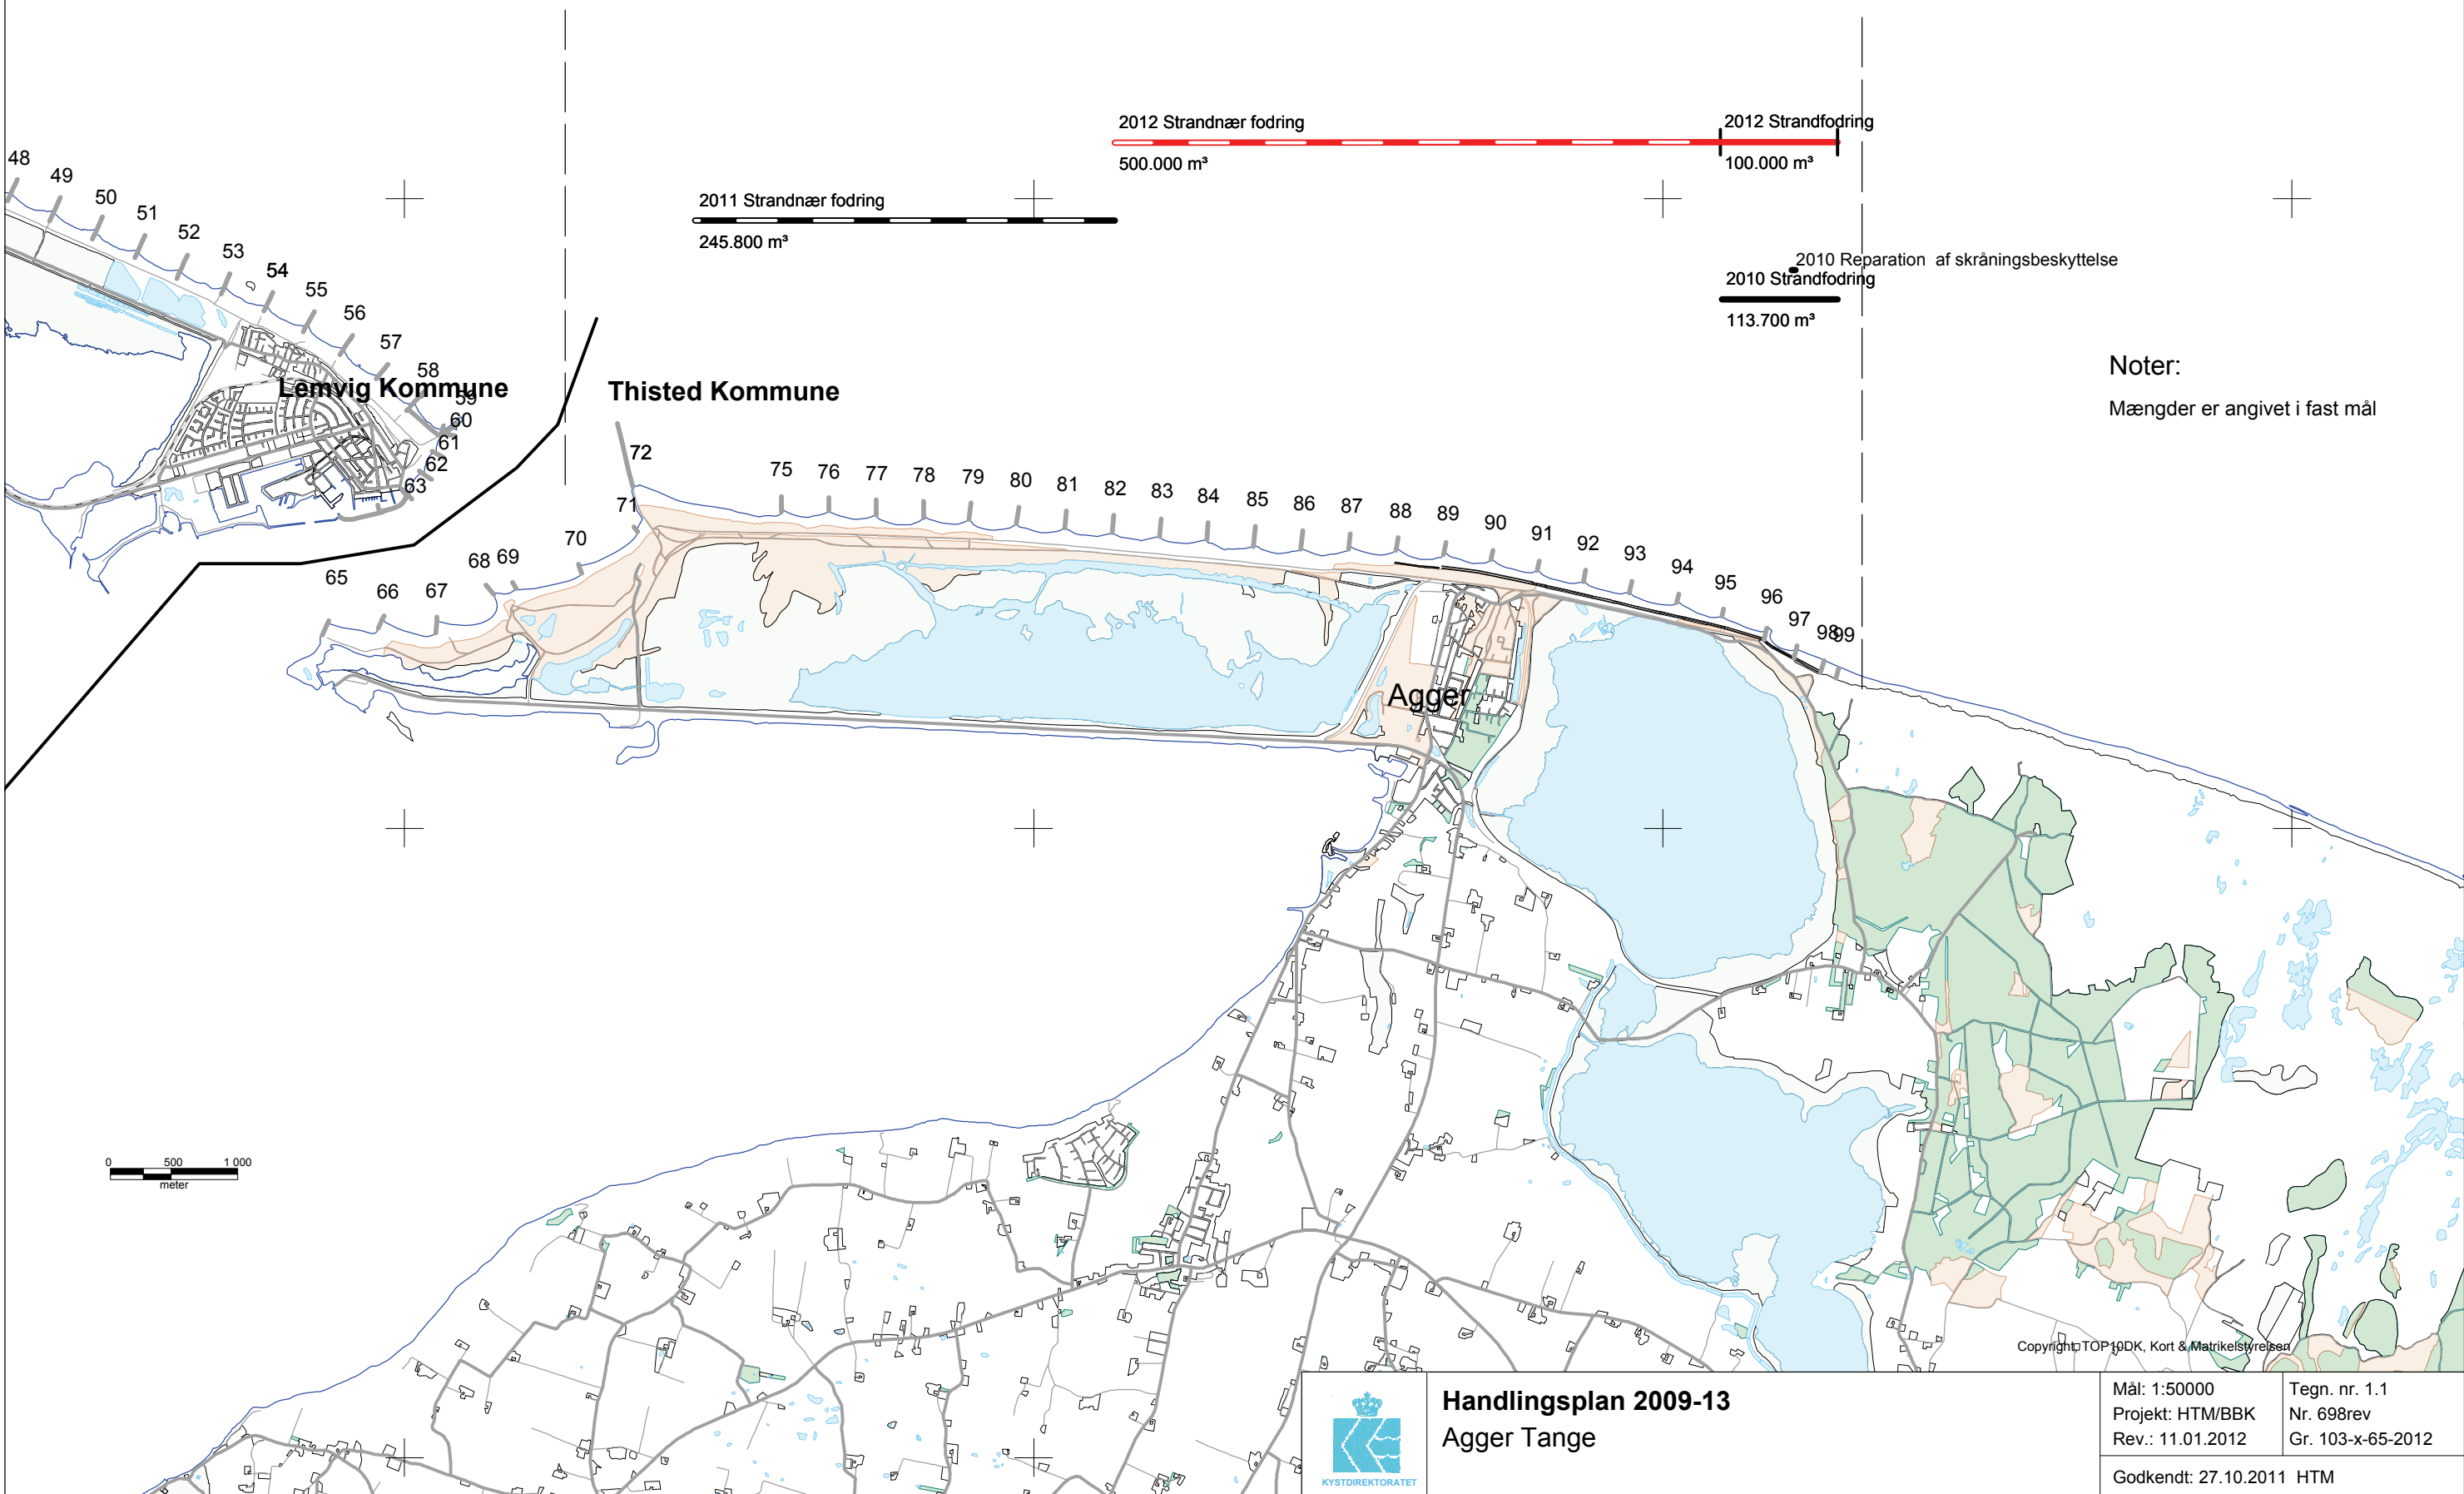 2012 Strandnær fodring
500.000 m³
2012 Strandfodring
100.000 m³
2011 Strandnær fodring
245.800 m³
2010 Reparation af skråningsbeskyttelse
2010 Strandfodring
113.700 m³
Noter:
Mængder er angivet i fast mål
48
49
50
51
52
53
54
55
56
57
58
59
60
61
62
63
Lemvig Kommune
Thisted Kommune
65
66
67
68
69
70
71
72
75
76
77
78
79
80
81
82
83
84
85
86
87
88
89
90
91
92
93
94
95
96
97
98
99
Agger
0 500 1 000
meter
Copyright TOP10DK, Kort & Matrikelstyrelsen
KYSTDIREKTORATET
Handlingsplan 2009-13
Agger Tange
Mål: 1:50000
Projekt: HTM/BBK
Rev.: 11.01.2012
Tegn. nr. 1.1
Nr. 698rev
Gr. 103-x-65-2012
Godkendt: 27.10.2011 HTM